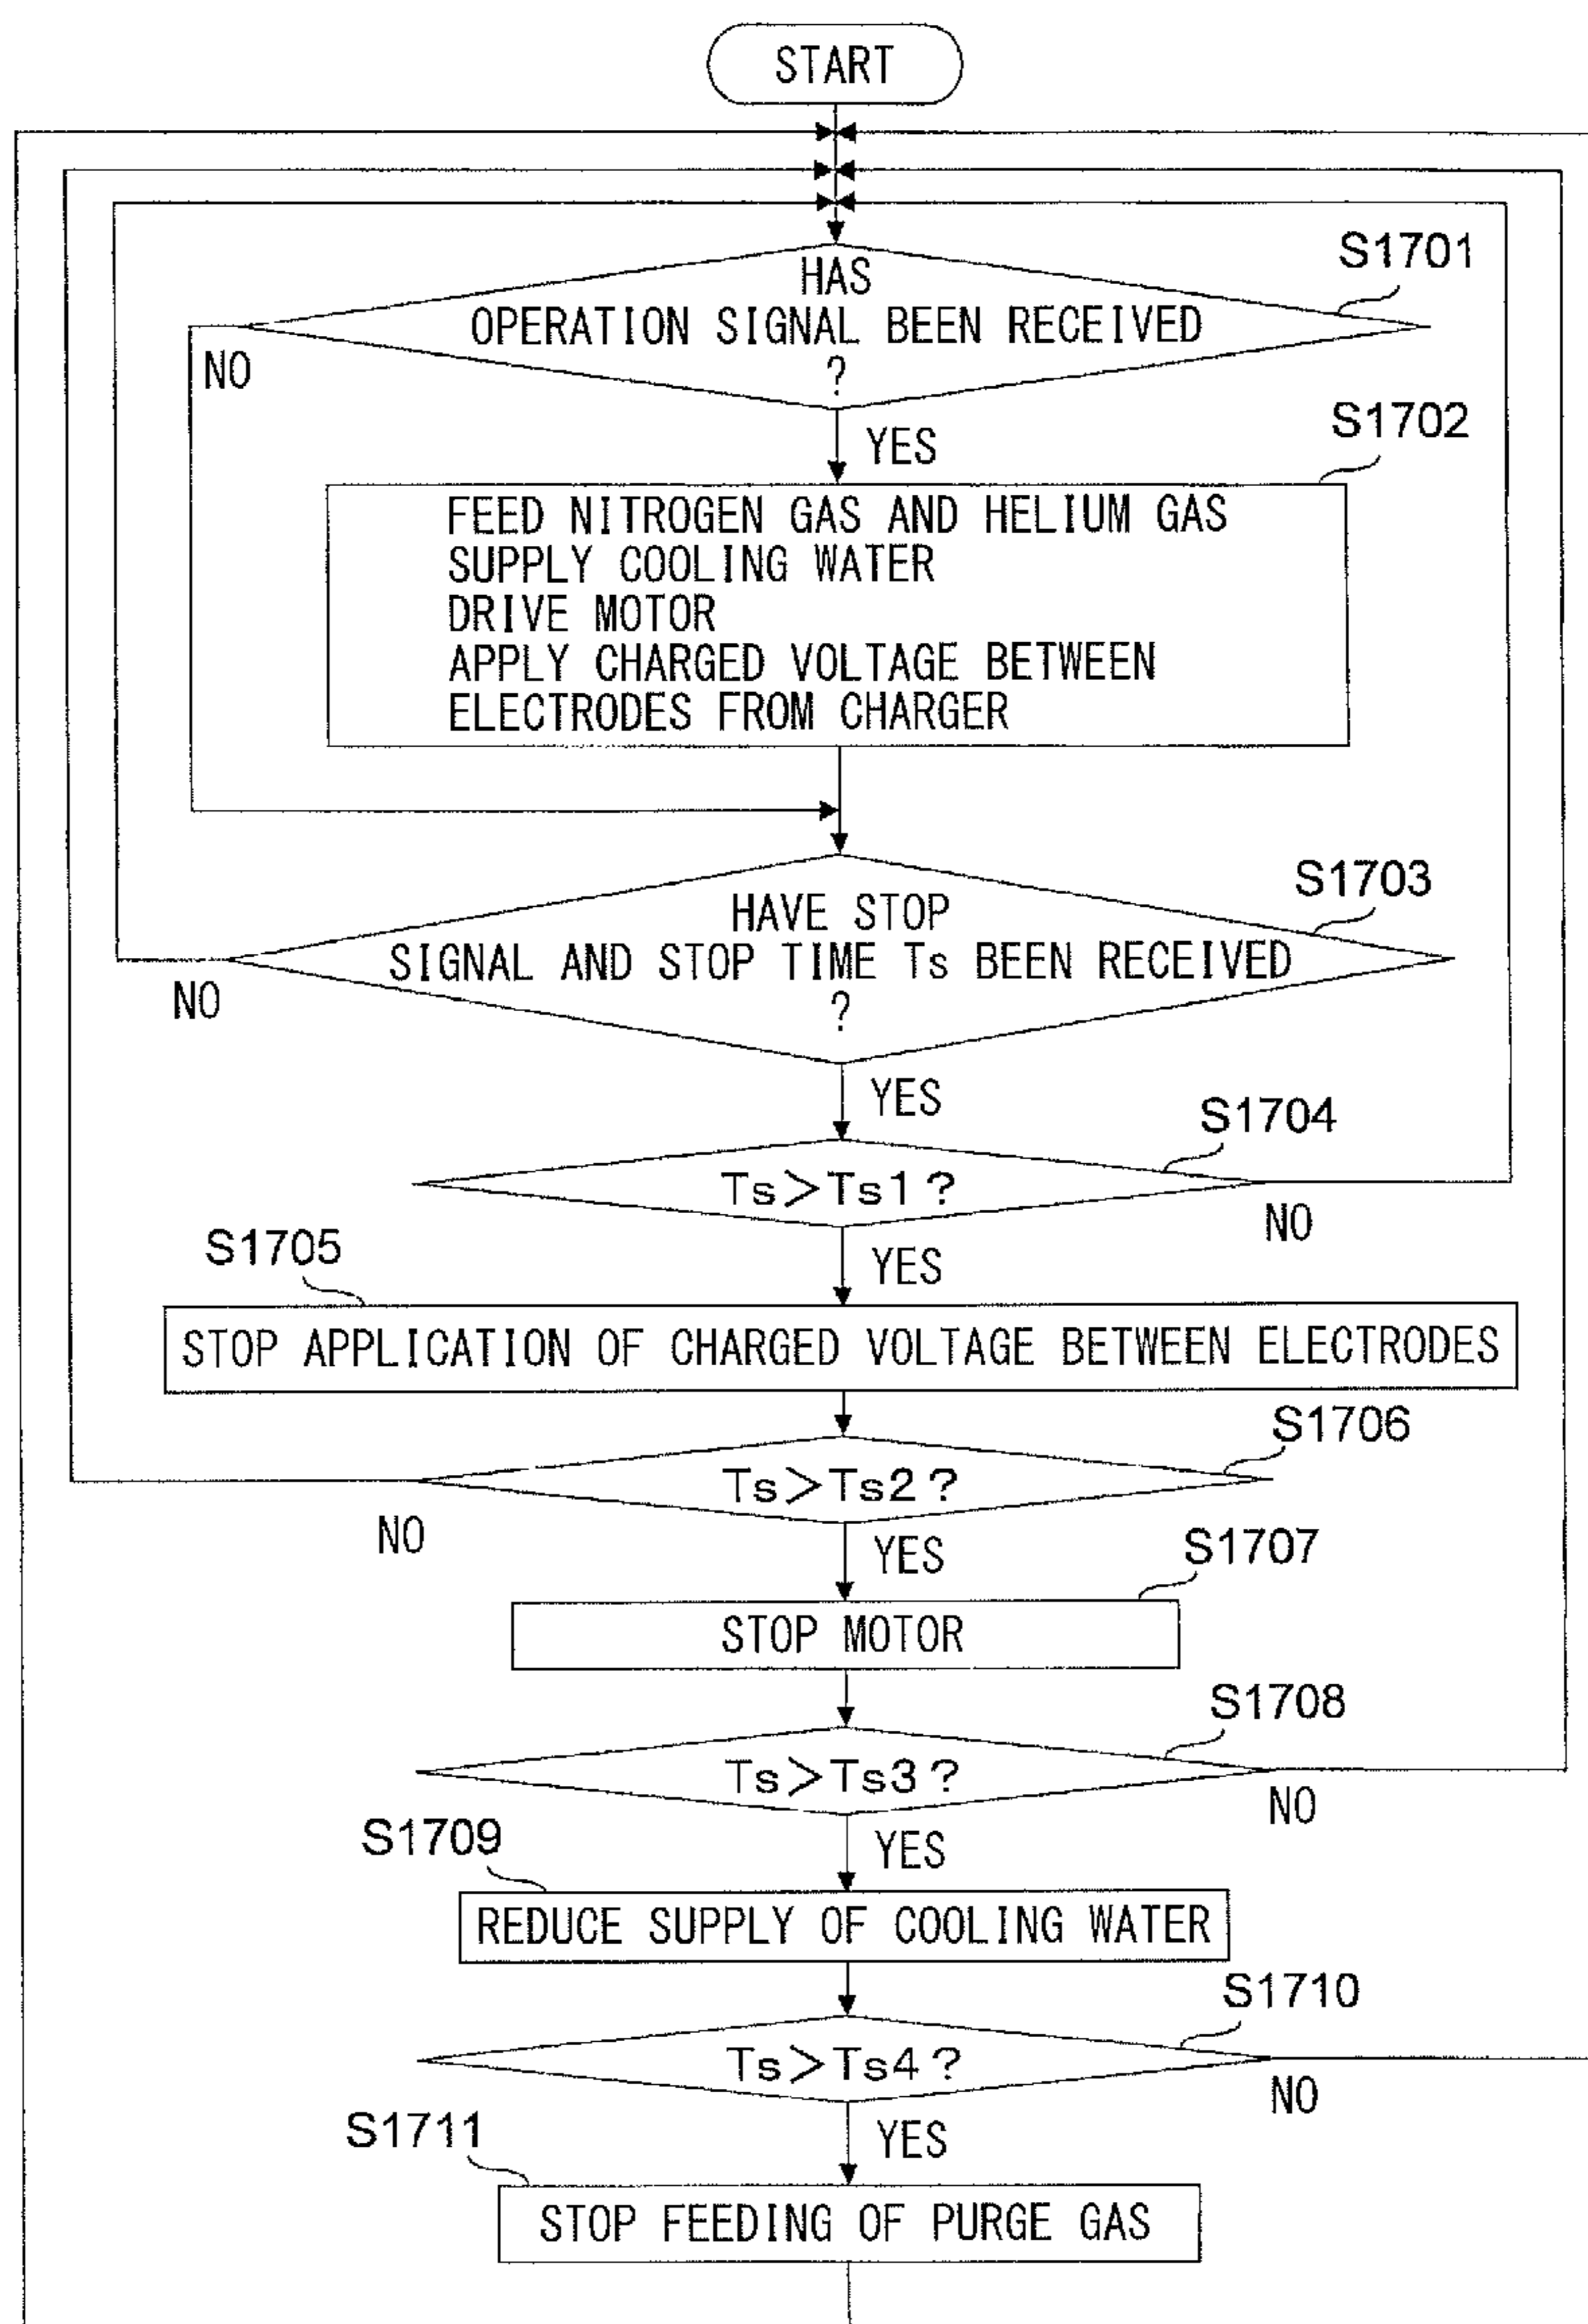 START
S1701
HAS
OPERATION SIGNAL BEEN RECEIVED
?
NO
YES
S1702
FEED NITROGEN GAS AND HELIUM GAS
SUPPLY COOLING WATER
DRIVE MOTOR
APPLY CHARGED VOLTAGE BETWEEN
ELECTRODES FROM CHARGER
S1703
HAVE STOP
SIGNAL AND STOP TIME Ts BEEN RECEIVED
?
NO
YES
S1704
Ts>Ts1?
NO
YES
S1705
STOP APPLICATION OF CHARGED VOLTAGE BETWEEN ELECTRODES
S1706
Ts>Ts2?
NO
YES
S1707
STOP MOTOR
S1708
Ts>Ts3?
NO
YES
S1709
REDUCE SUPPLY OF COOLING WATER
S1710
Ts>Ts4?
NO
YES
S1711
STOP FEEDING OF PURGE GAS